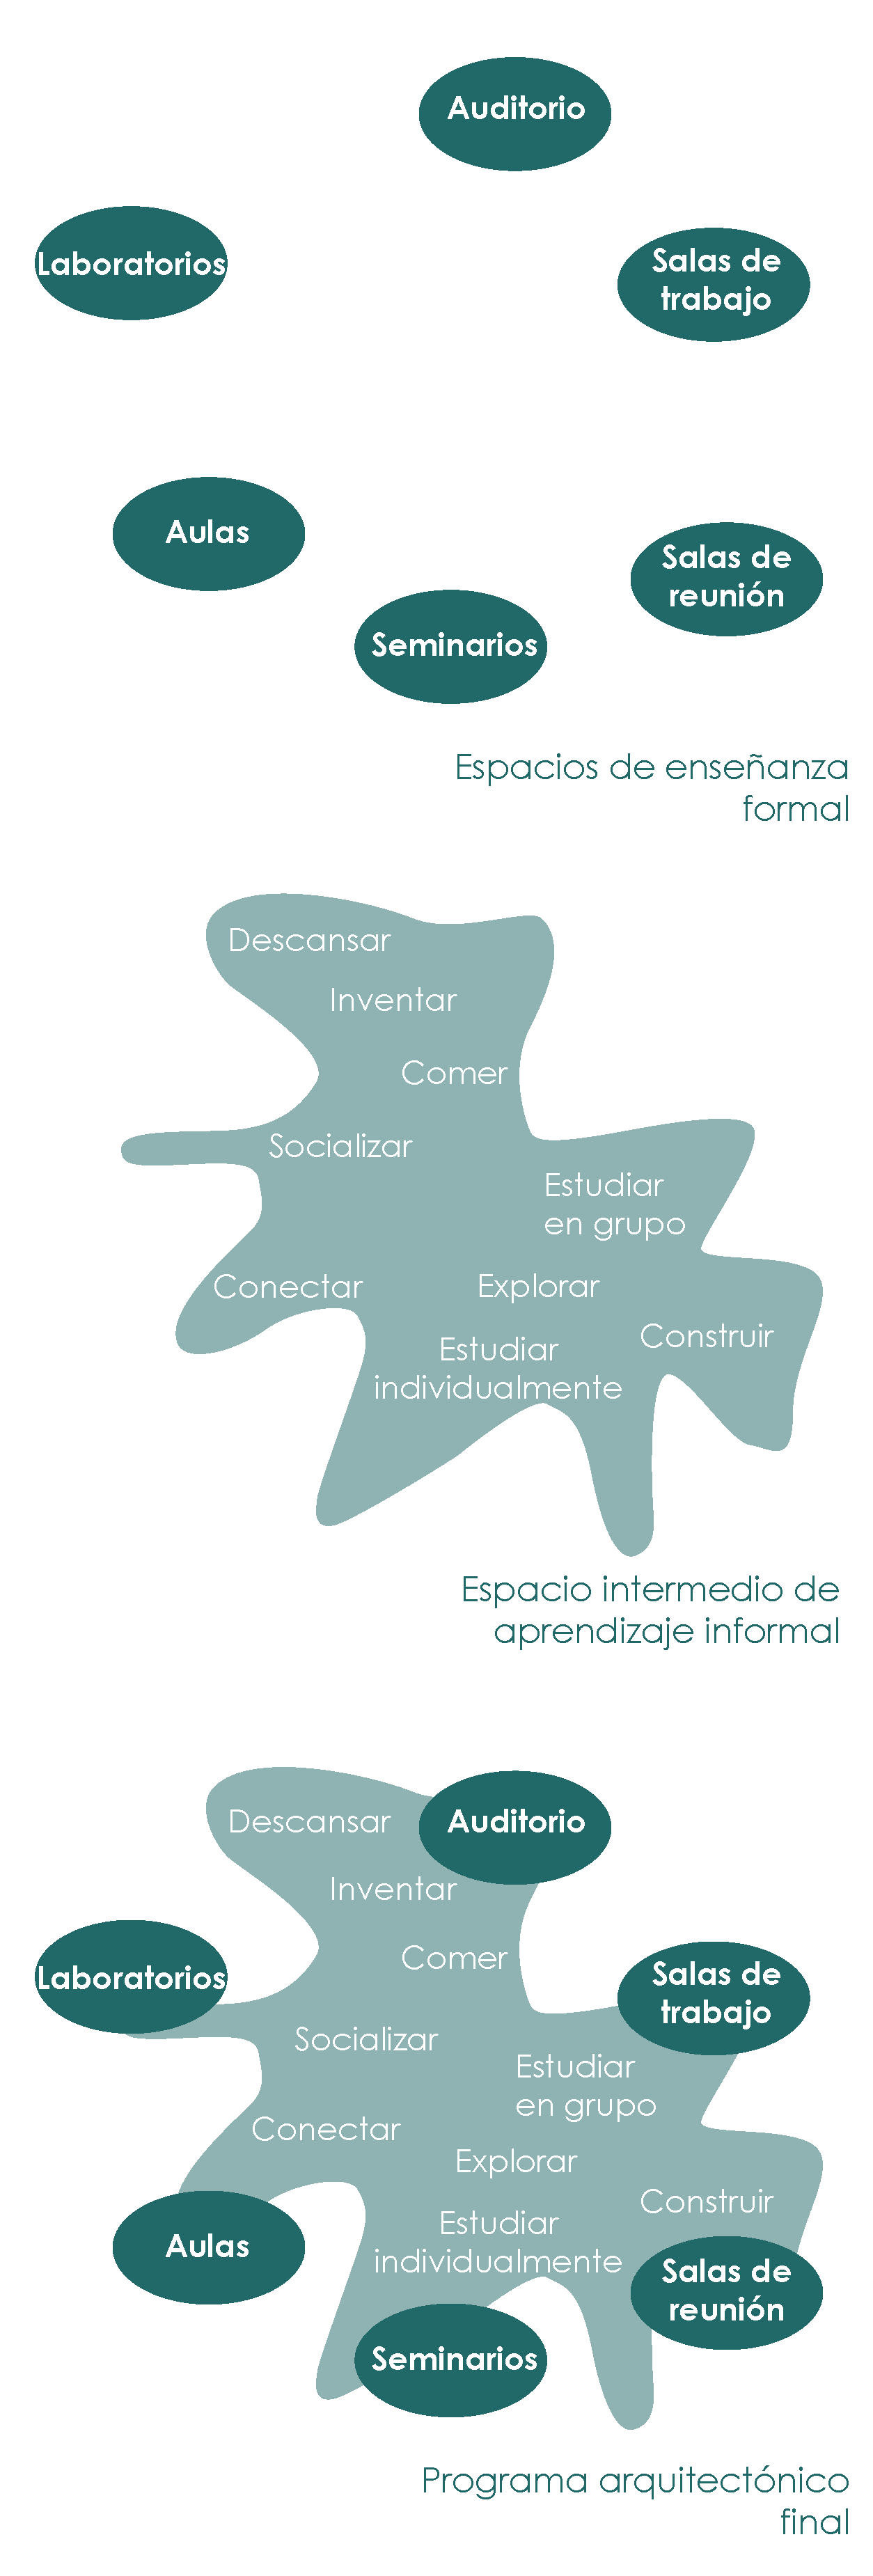 Auditorio
Laboratorios
Salas de
trabajo
Aulas
Salas de
reunión
Seminarios
Espacios de enseñanza
formal
Descansar
Inventar
Comer
Socializar
Estudiar
en grupo
Conectar
Explorar
Construir
Estudiar
individualmente
Espacio intermedio de
aprendizaje informal
Descansar
Auditorio
Inventar
Comer
Laboratorios
Salas de
trabajo
Socializar
Estudiar
en grupo
Conectar
Explorar
Construir
Estudiar
individualmente
Aulas
Salas de
reunión
Seminarios
Programa arquitectónico
final